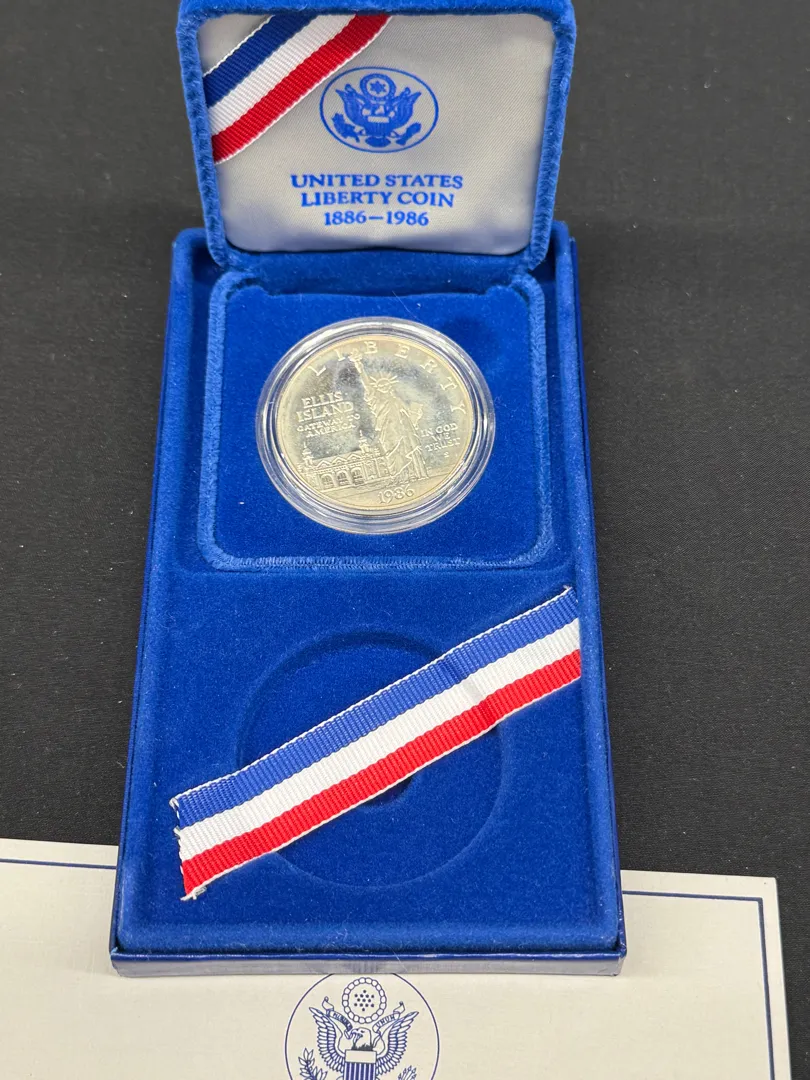 UNITED STATES
LIBERTY COIN
1886–1986
LIBERTY
ELLIS
ISLAND
GATEWAY TO
AMERICA
IN GOD
WE
TRUST
1986